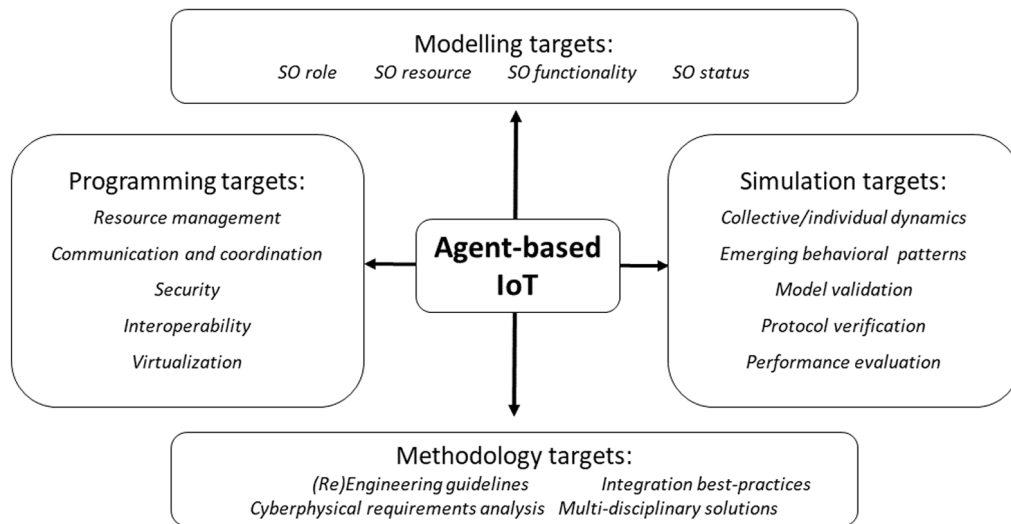 Modelling targets:
SO role SO resource SO functionality SO status
Programming targets:
Resource management
Communication and coordination
Security
Interoperability
Virtualization
Agent-based
IoT
Simulation targets:
Collective/individual dynamics
Emerging behavioral patterns
Model validation
Protocol verification
Performance evaluation
Methodology targets:
(Re)Engineering guidelines Integration best-practices
Cyberphysical requirements analysis Multi-disciplinary solutions